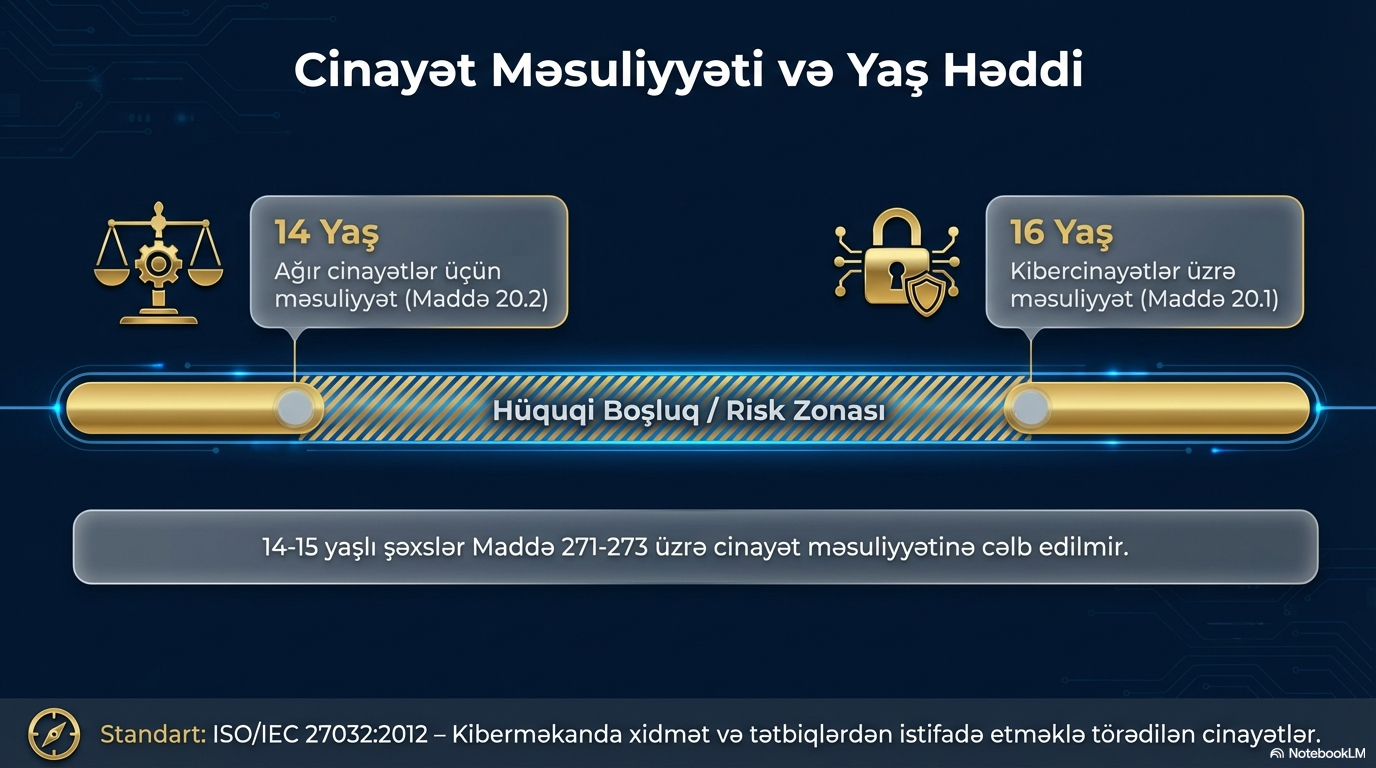 Cinayət Məsuliyyəti və Yaş Həddi
14 Yaş
Ağır cinayətlər üçün
məsuliyyət (Maddə 20.2)
16 Yaş
Kibercinayətlər üzrə
məsuliyyət (Maddə 20.1)
Hüquqi Boşluq / Risk Zonası
14-15 yaşlı şəxslər Maddə 271-273 üzrə cinayət məsuliyyətinə cəlb edilmir.
Standart: ISO/IEC 27032:2012 – Kiberməkanda xidmət və tətbiqlərdən istifadə etməklə törədilən cinayətlər.
NotebookLM